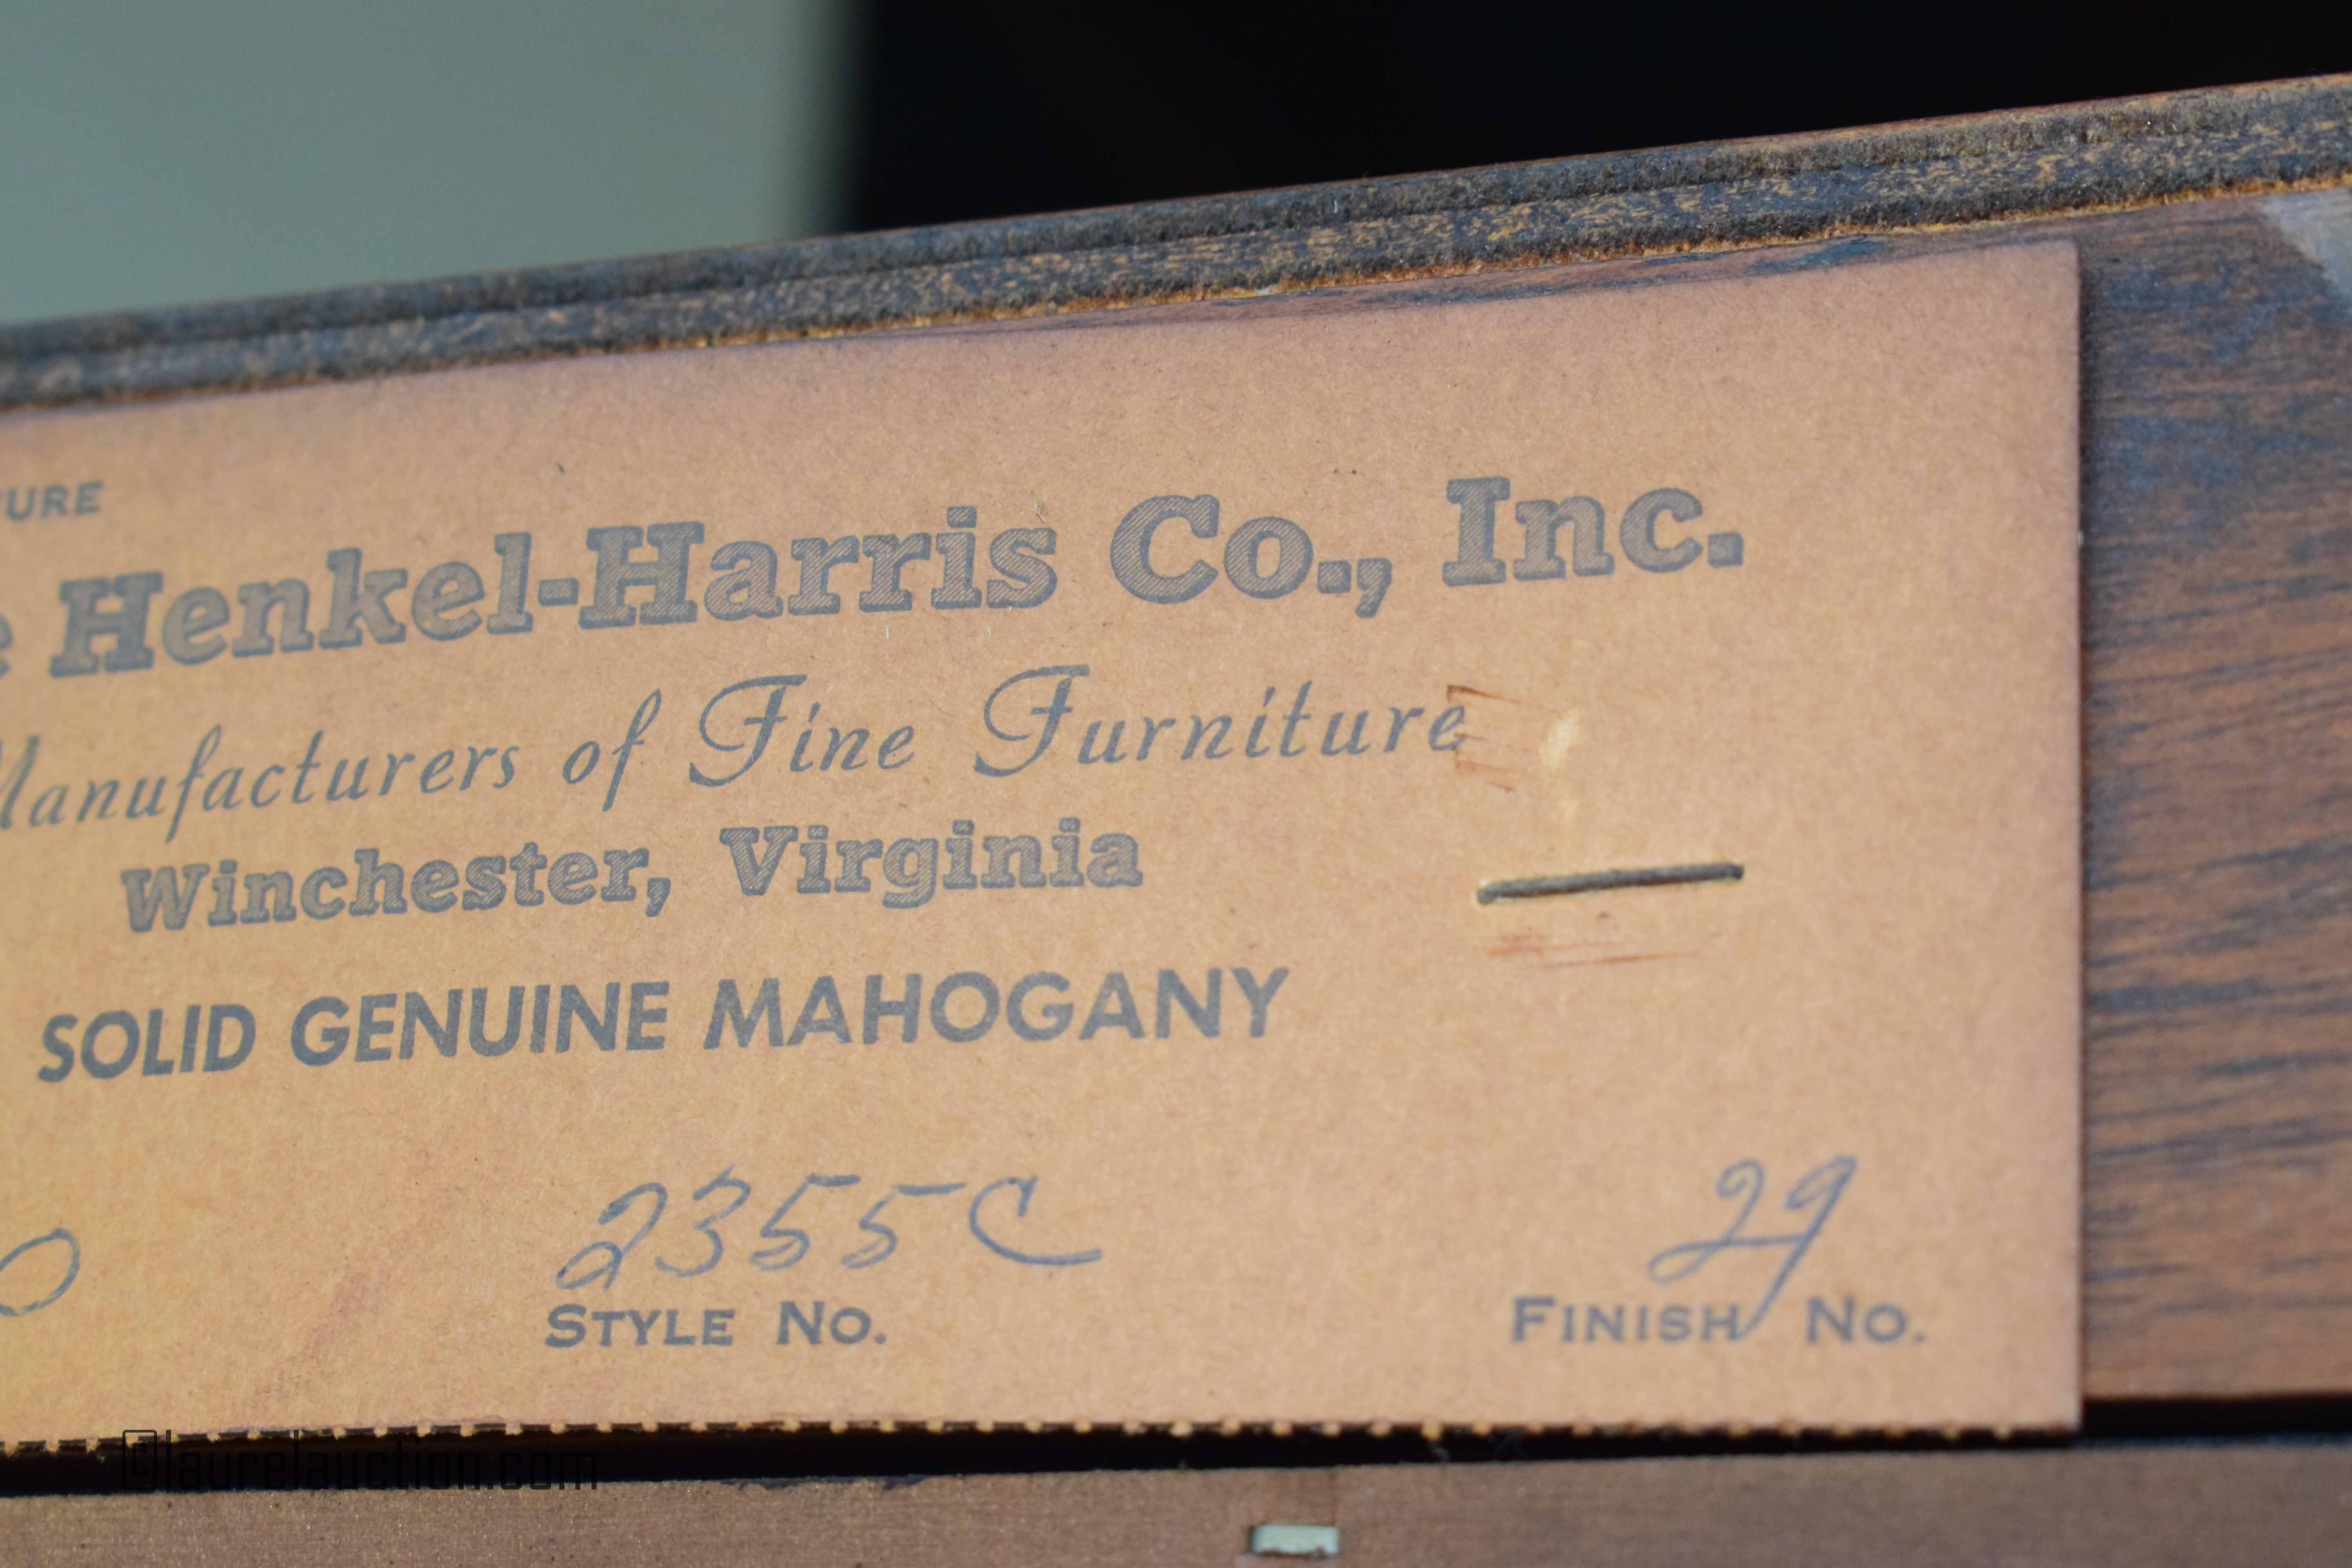 URE
e Henkel-Harris Co., Inc.
Manufacturers of Fine Furniture
Winchester, Virginia
SOLID GENUINE MAHOGANY
0 2355C 29
STYLE NO. FINISH NO.
©laurelauction.com